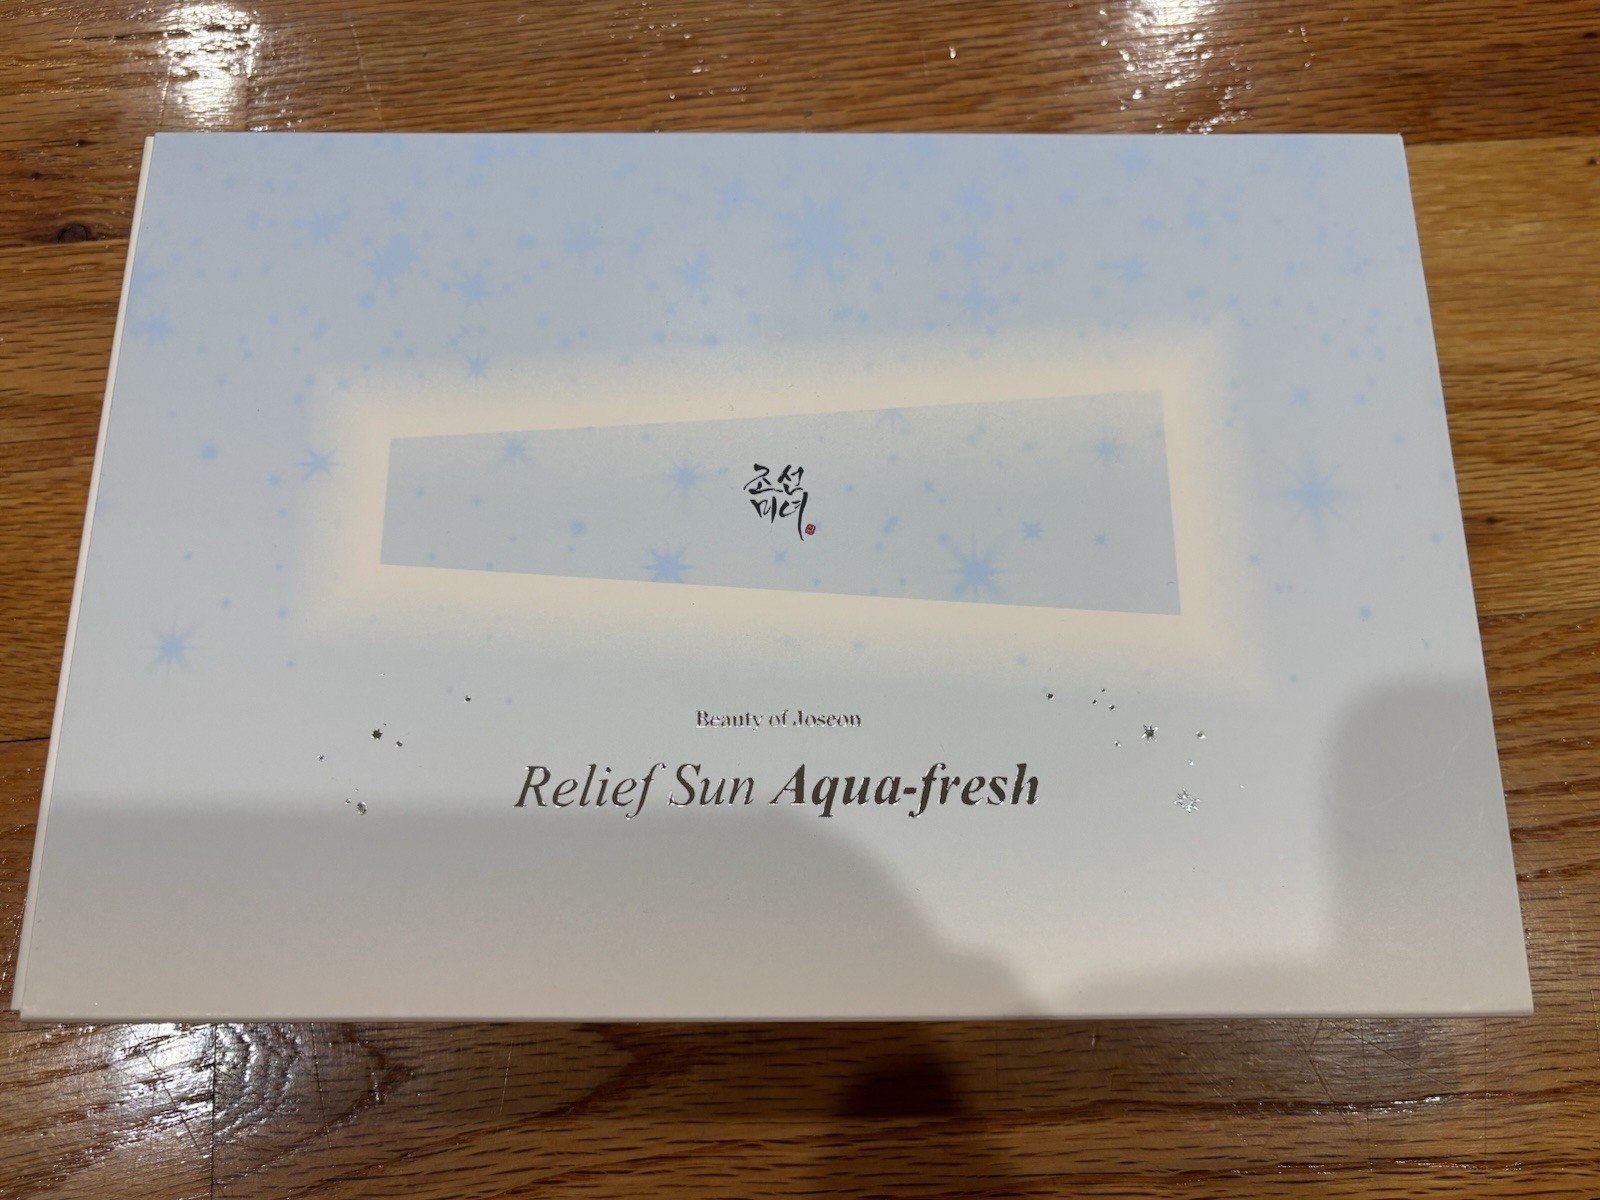 조선
미녀
Beauty of Joseon
Relief Sun Aqua-fresh